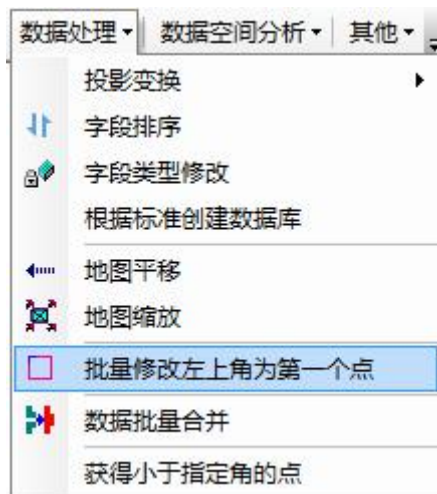 数据处理 数据空间分析 其他
投影变换
字段排序
字段类型修改
根据标准创建数据库
地图平移
地图缩放
批量修改左上角为第一个点
数据批量合并
获得小于指定角的点